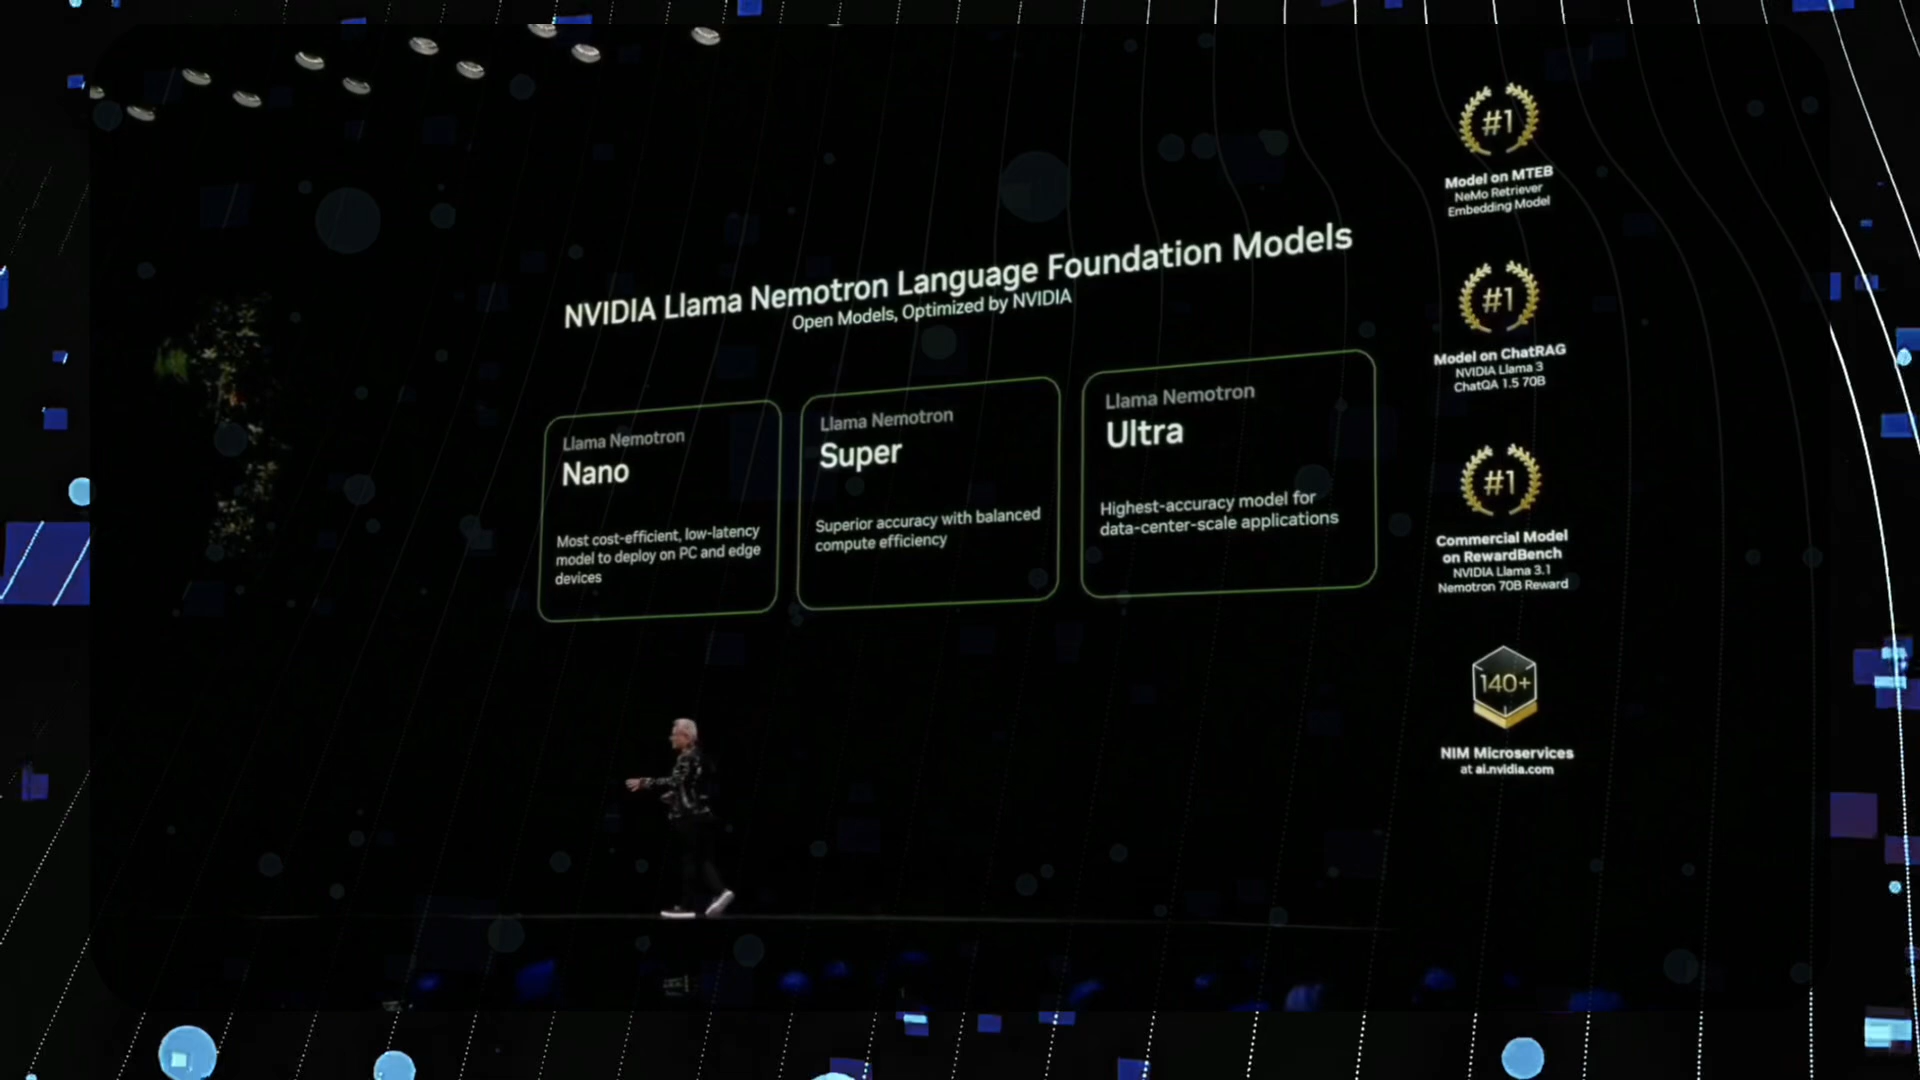 NVIDIA Llama Nemotron Language Foundation Models
Open Models, Optimized by NVIDIA
Llama Nemotron
Nano
Most cost-efficient, low-latency
model to deploy on PC and edge
devices
Llama Nemotron
Super
Superior accuracy with balanced
compute efficiency
Llama Nemotron
Ultra
Highest-accuracy model for
data-center-scale applications
#1
Model on MTEB
NeMo Retriever
Embedding Model
#1
Model on ChatRAG
NVIDIA Llama 3
ChatQA 1.5 70B
#1
Commercial Model
on RewardBench
NVIDIA Llama 3.1
Nemotron 70B Reward
140+
NIM Microservices
at ai.nvidia.com